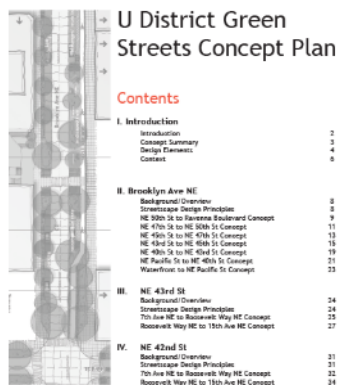 U District Green
Streets Concept Plan
Contents
I. Introduction
Introduction 2
Concept Summary 3
Design Elements 4
Context 6
II. Brooklyn Ave NE
Background/Overview 8
Streetscape Design Principles 8
NE 50th St to Ravenna Boulevard Concept 9
NE 47th St to NE 50th St Concept 11
NE 45th St to NE 47th St Concept 13
NE 43rd St to NE 45th St Concept 15
NE 40th St to NE 43rd St Concept 19
NE Pacific St to NE 40th St Concept 21
Waterfront to NE Pacific St Concept 23
III. NE 43rd St
Background/Overview 24
Streetscape Design Principles 24
7th Ave NE to Roosevelt Way NE Concept 25
Roosevelt Way NE to 15th Ave NE Concept 27
IV. NE 42nd St
Background/Overview 31
Streetscape Design Principles 31
7th Ave NE to Roosevelt Way NE Concept 32
Roosevelt Way NE to 15th Ave NE Concept 34